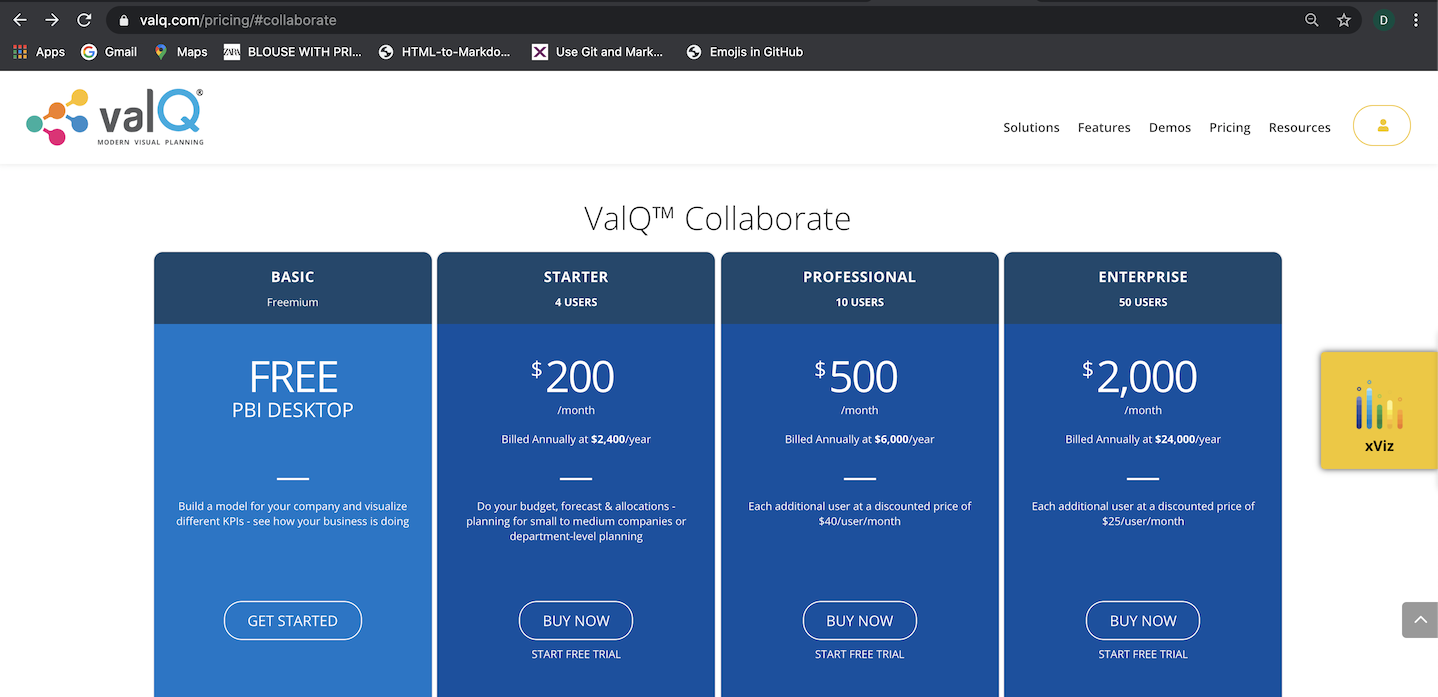 valq.com/pricing/#collaborate
D
Apps
Gmail
Maps
ZARA BLOUSE WITH PRI...
HTML-to-Markdo...
Use Git and Mark...
Emojis in GitHub
valQ®
MODERN VISUAL PLANNING
Solutions
Features
Demos
Pricing
Resources
ValQ™ Collaborate
BASIC
Freemium
FREE
PBI DESKTOP
Build a model for your company and visualize
different KPIs - see how your business is doing
GET STARTED
STARTER
4 USERS
$200
/month
Billed Annually at $2,400/year
Do your budget, forecast & allocations -
planning for small to medium companies or
department-level planning
BUY NOW
START FREE TRIAL
PROFESSIONAL
10 USERS
$500
/month
Billed Annually at $6,000/year
Each additional user at a discounted price of
$40/user/month
BUY NOW
START FREE TRIAL
ENTERPRISE
50 USERS
$2,000
/month
Billed Annually at $24,000/year
Each additional user at a discounted price of
$25/user/month
BUY NOW
START FREE TRIAL
xViz